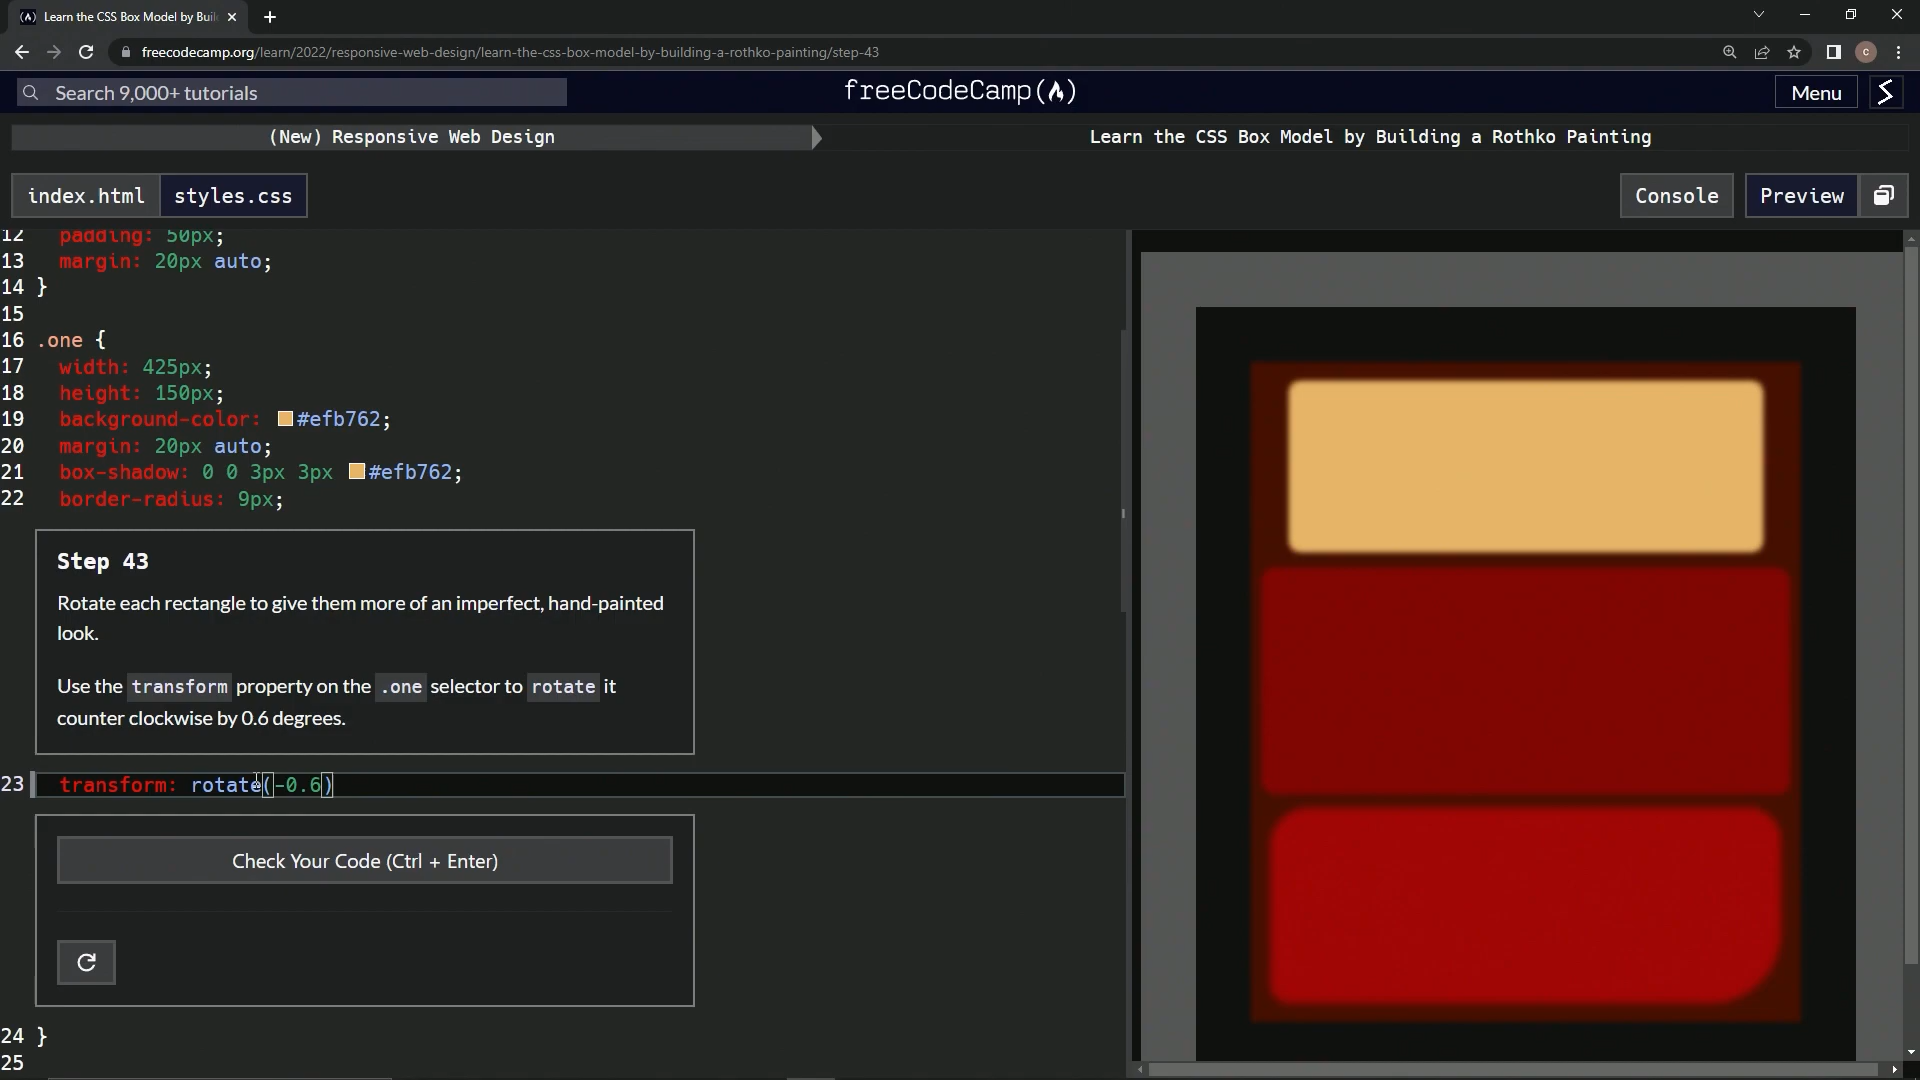 Learn the CSS Box Model by Buil
freecodecamp.org/learn/2022/responsive-web-design/learn-the-css-box-model-by-building-a-rothko-painting/step-43
c
Search 9,000+ tutorials
freeCodeCamp(
)
Menu
(New) Responsive Web Design
Learn the CSS Box Model by Building a Rothko Painting
index.html
styles.css
Console
Preview
12 padding: 50px;
13 margin: 20px auto;
14 }
15
16 .one {
17 width: 425px;
18 height: 150px;
19 background-color: #efb762;
20 margin: 20px auto;
21 box-shadow: 0 0 3px 3px #efb762;
22 border-radius: 9px;
Step 43
Rotate each rectangle to give them more of an imperfect, hand-painted
look.
Use the transform property on the .one selector to rotate it
counter clockwise by 0.6 degrees.
23 transform: rotate(-0.6)
Check Your Code (Ctrl + Enter)
24 }
25